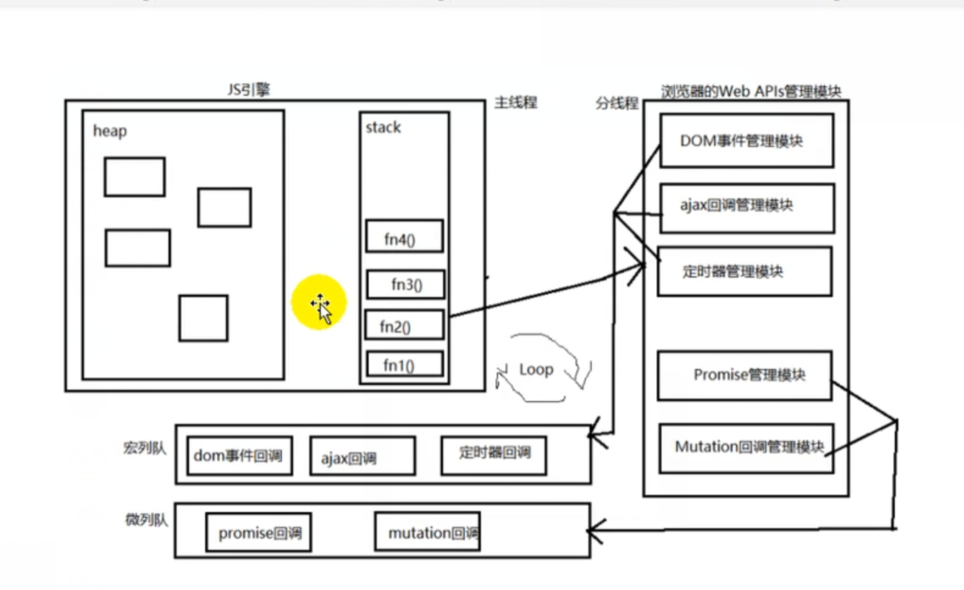 JS引擎
主线程
分线程
浏览器的Web APIs管理模块
heap
stack
fn4()
fn3()
fn2()
fn1()
DOM事件管理模块
ajax回调管理模块
定时器管理模块
Promise管理模块
Mutation回调管理模块
Loop
宏列队
dom事件回调
ajax回调
定时器回调
微列队
promise回调
mutation回调